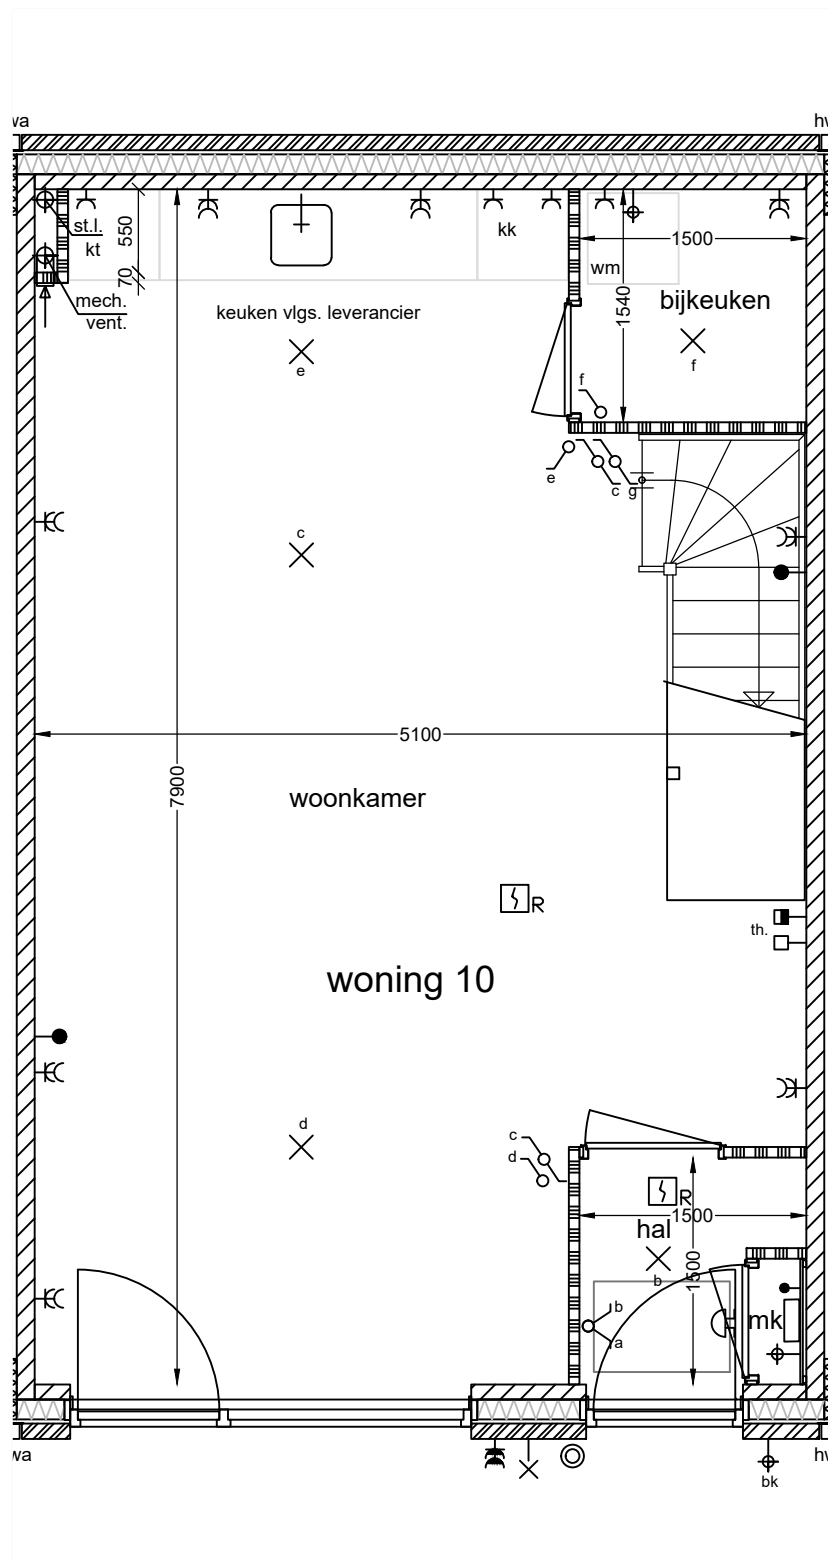 wa
hw
st.l.
kt
550
70
mech.
vent.
kk
1500
wm
1540
bijkeuken
keuken vlgs. leverancier
e
f
f
e
c
g
c
5100
7900
woonkamer
R
th.
woning 10
d
c
d
R
1500
hal
1500
b
b
a
mk
wa
hw
bk